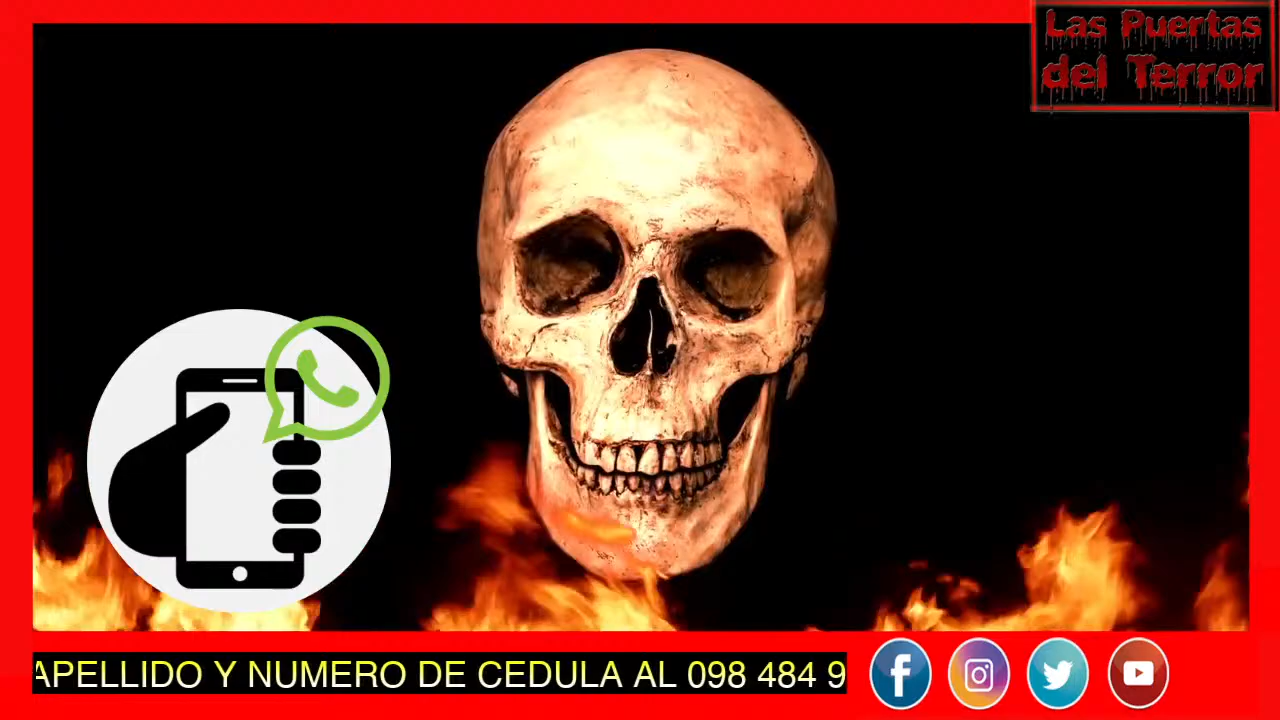 Las Puertas
del Terror
APELLIDO Y NUMERO DE CEDULA AL 098 484 9